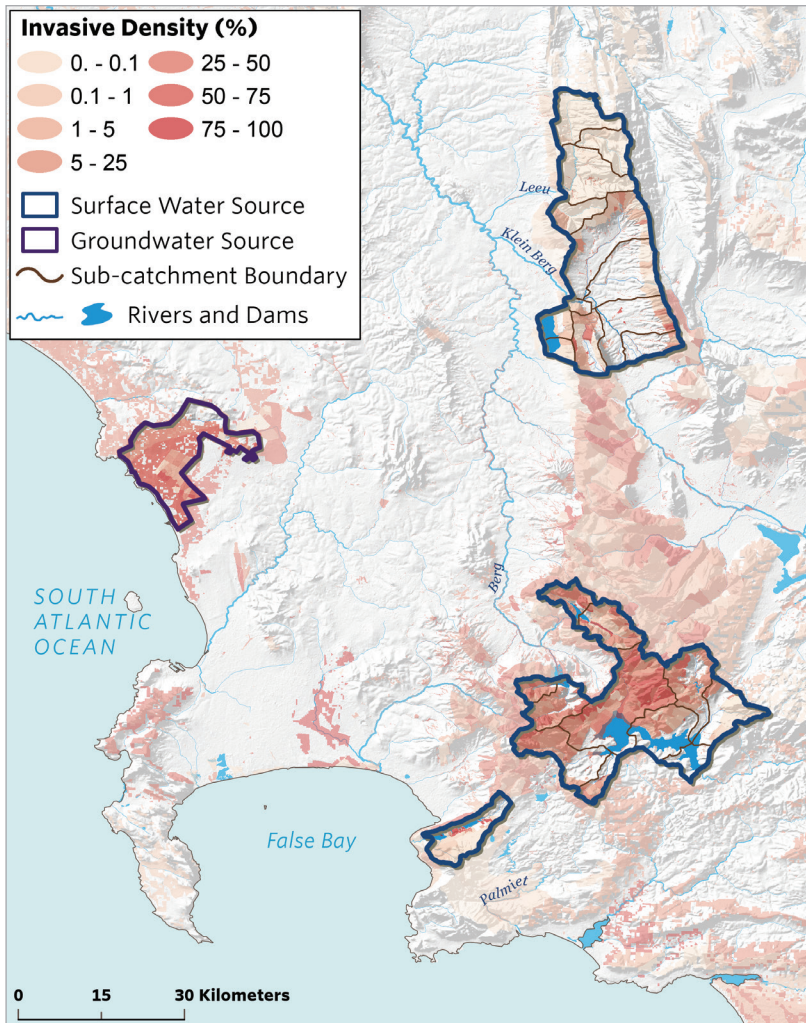 Invasive Density (%)
0. - 0.1
25 - 50
0.1 - 1
50 - 75
1 - 5
75 - 100
5 - 25
Surface Water Source
Groundwater Source
Sub-catchment Boundary
Rivers and Dams
Leeu
Klein Berg
Berg
SOUTH
ATLANTIC
OCEAN
False Bay
Palmiet
0
15
30 Kilometers